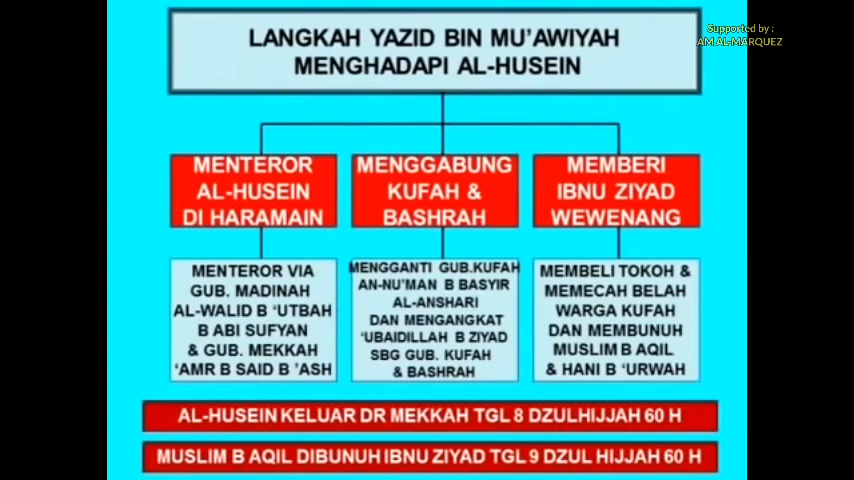 Supported by :
AM AL-MARQUEZ
LANGKAH YAZID BIN MU'AWIYAH
MENGHADAPI AL-HUSEIN
MENTEROR
AL-HUSEIN
DI HARAMAIN
MENGGABUNG
KUFAH &
BASHRAH
MEMBERI
IBNU ZIYAD
WEWENANG
MENTEROR VIA
GUB. MADINAH
AL-WALID B 'UTBAH
B ABI SUFYAN
& GUB. MEKKAH
'AMR B SAID B 'ASH
MENGGANTI GUB.KUFAH
AN-NU'MAN B BASYIR
AL-ANSHARI
DAN MENGANGKAT
'UBAIDILLAH B ZIYAD
SBG GUB. KUFAH
& BASHRAH
MEMBELI TOKOH &
MEMECAH BELAH
WARGA KUFAH
DAN MEMBUNUH
MUSLIM B AQIL
& HANI B 'URWAH
AL-HUSEIN KELUAR DR MEKKAH TGL 8 DZULHIJJAH 60 H
MUSLIM B AQIL DIBUNUH IBNU ZIYAD TGL 9 DZUL HIJJAH 60 H